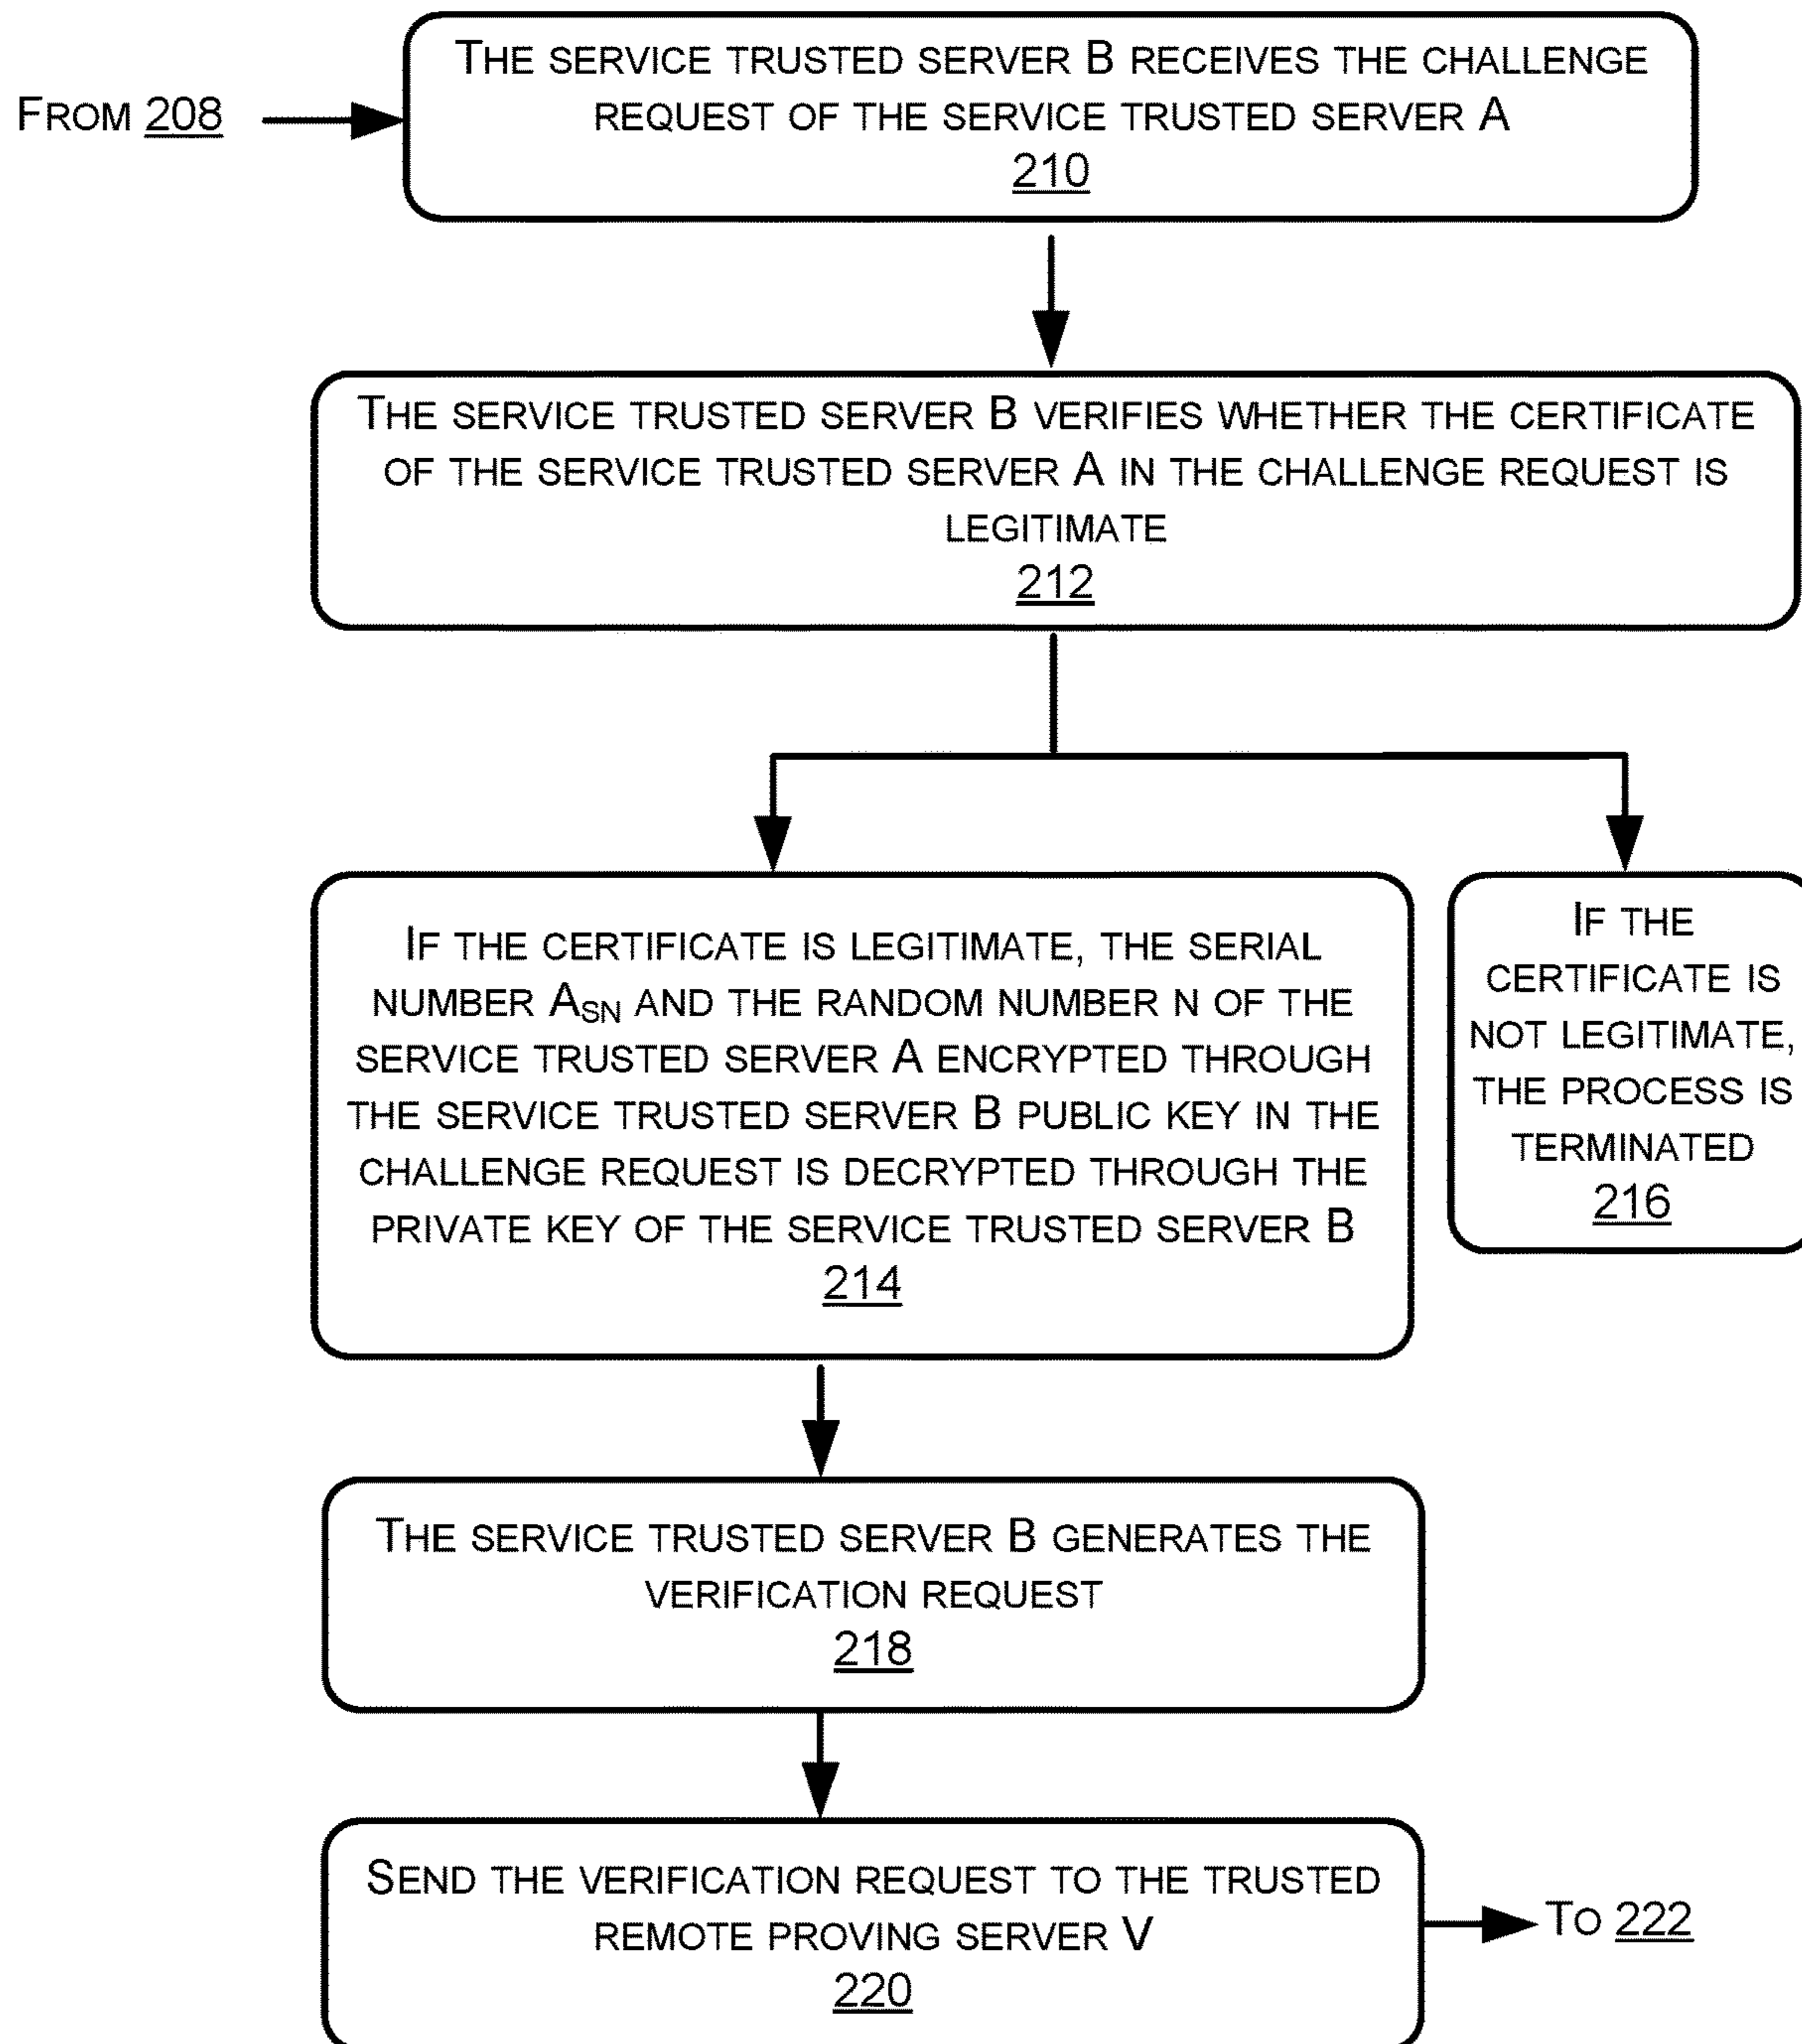 THE SERVICE TRUSTED SERVER B RECEIVES THE CHALLENGE
REQUEST OF THE SERVICE TRUSTED SERVER A
210
FROM 208
THE SERVICE TRUSTED SERVER B VERIFIES WHETHER THE CERTIFICATE
OF THE SERVICE TRUSTED SERVER A IN THE CHALLENGE REQUEST IS
LEGITIMATE
212
IF THE CERTIFICATE IS LEGITIMATE, THE SERIAL
NUMBER ASN AND THE RANDOM NUMBER N OF THE
SERVICE TRUSTED SERVER A ENCRYPTED THROUGH
THE SERVICE TRUSTED SERVER B PUBLIC KEY IN THE
CHALLENGE REQUEST IS DECRYPTED THROUGH THE
PRIVATE KEY OF THE SERVICE TRUSTED SERVER B
214
IF THE
CERTIFICATE IS
NOT LEGITIMATE,
THE PROCESS IS
TERMINATED
216
THE SERVICE TRUSTED SERVER B GENERATES THE
VERIFICATION REQUEST
218
SEND THE VERIFICATION REQUEST TO THE TRUSTED
REMOTE PROVING SERVER V
220
TO 222